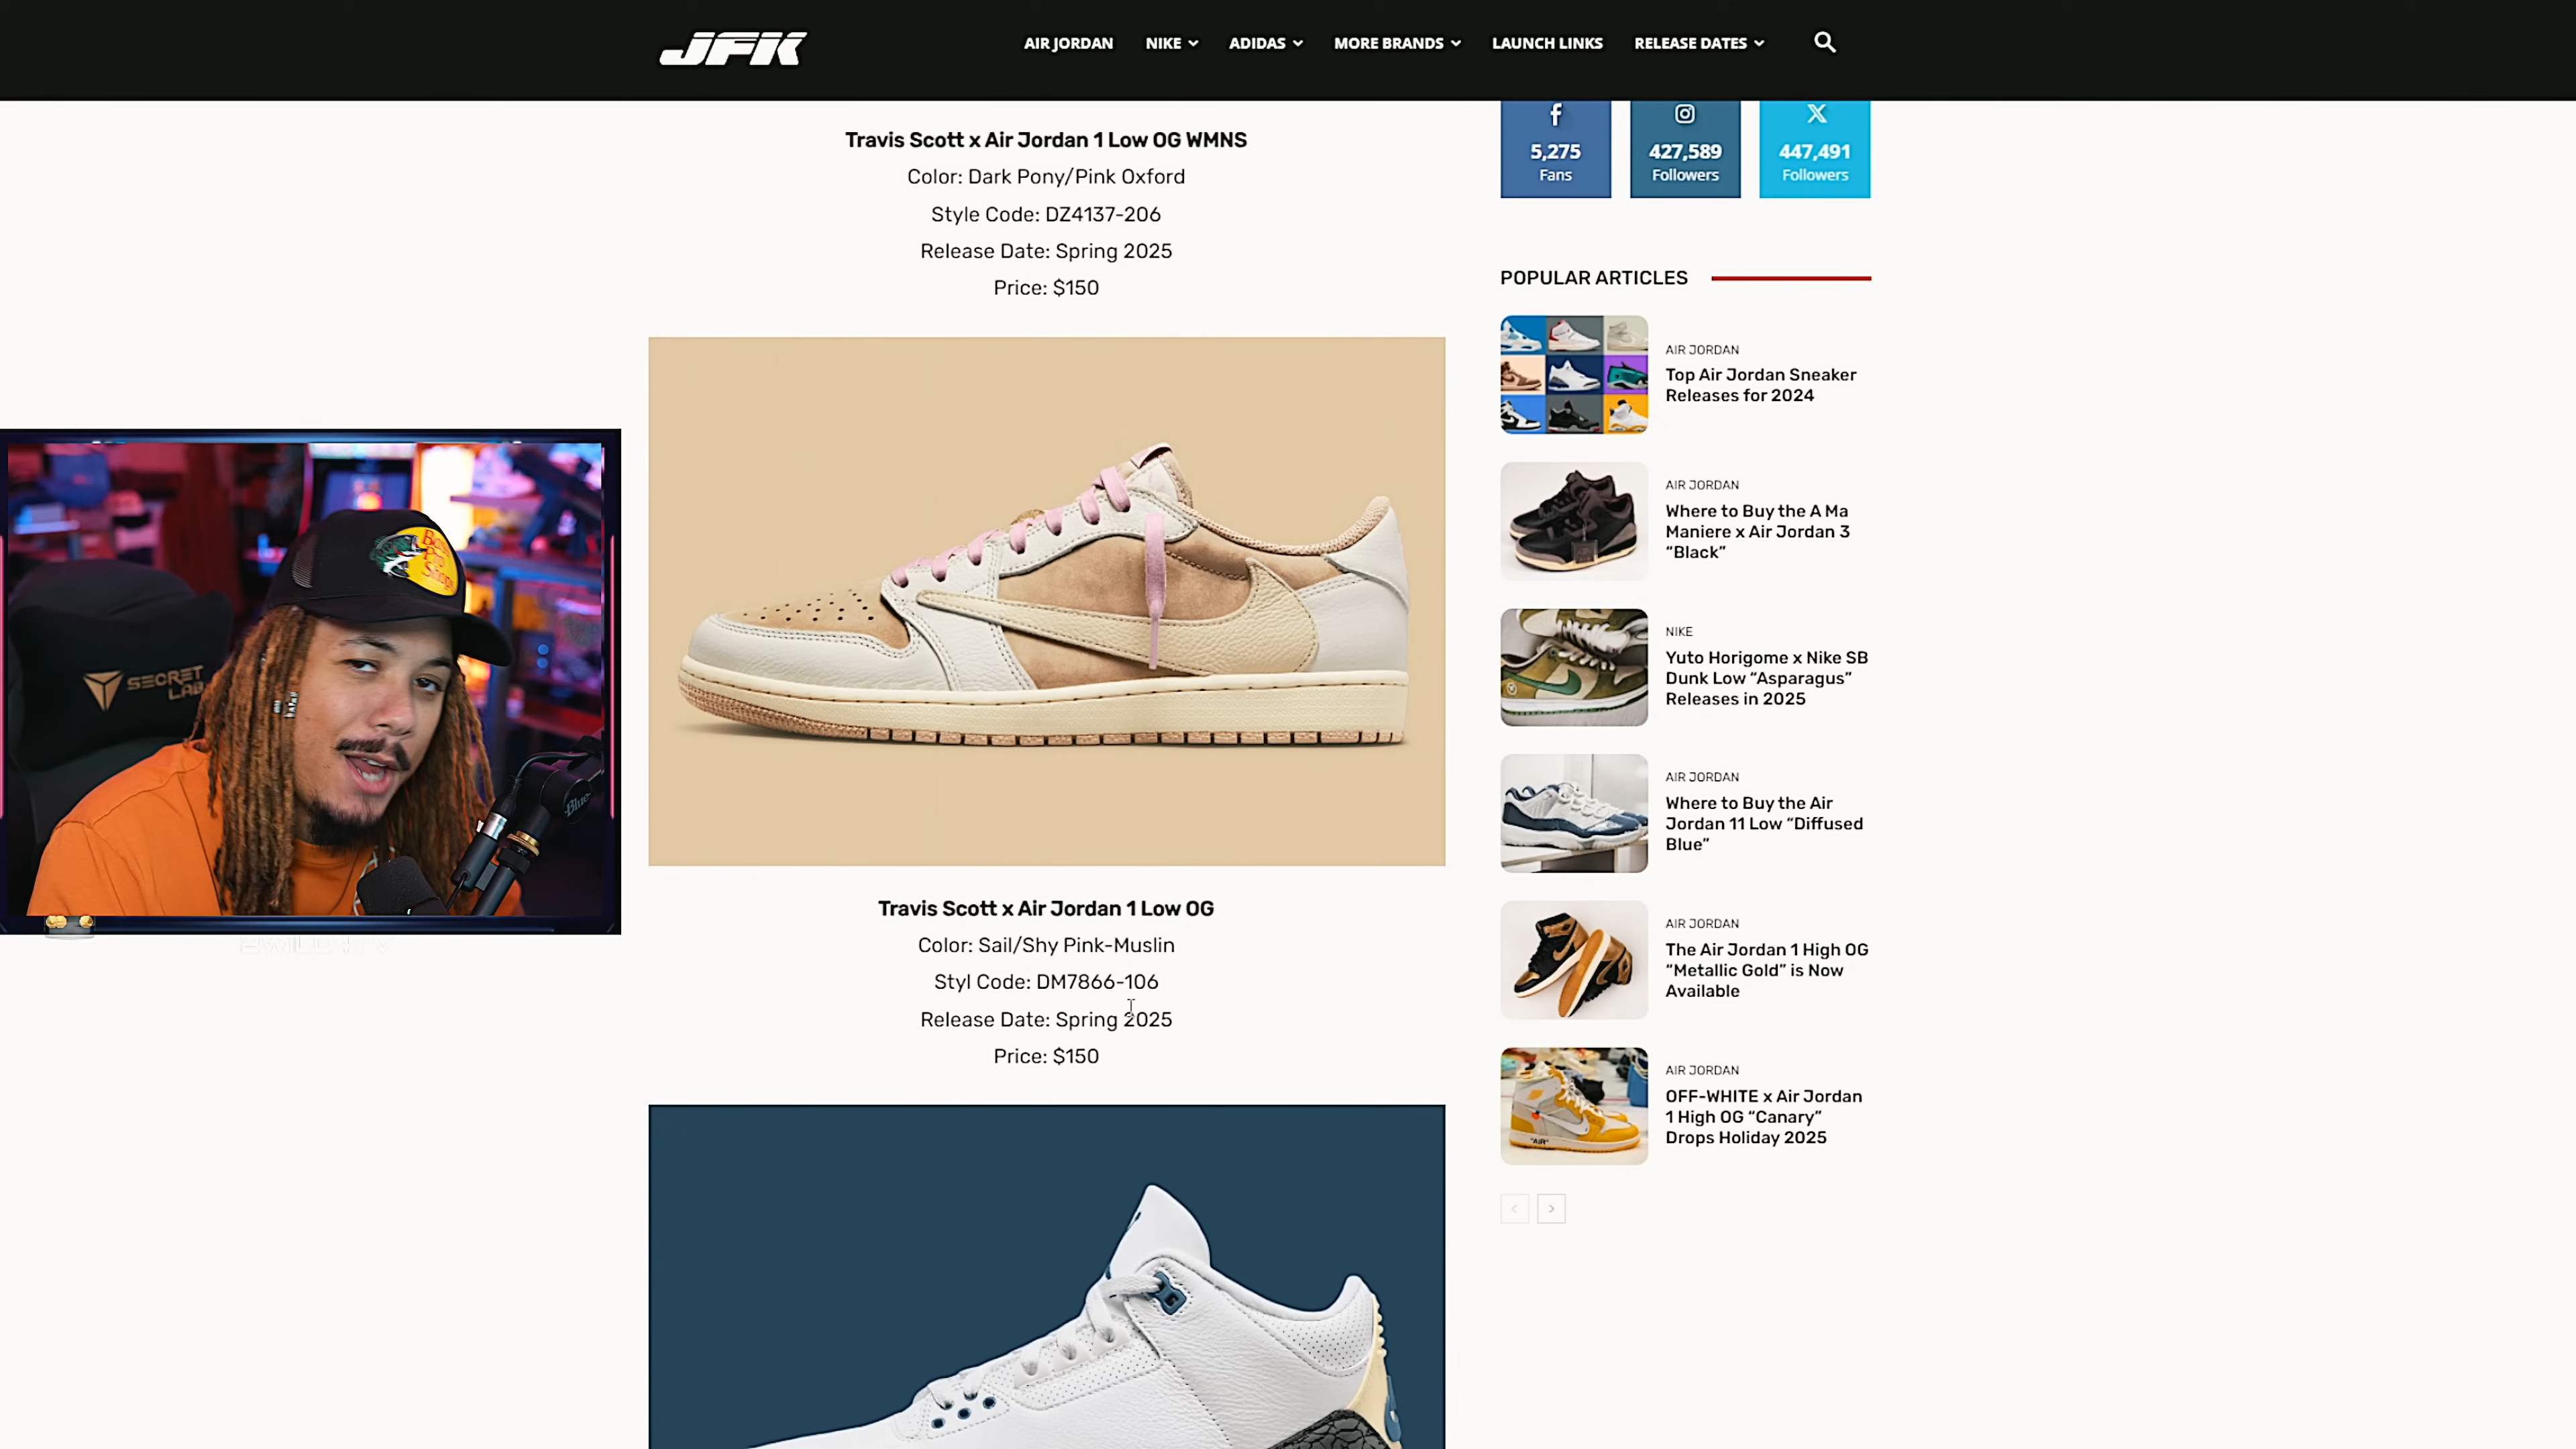 JFK
AIR JORDAN
NIKE
ADIDAS
MORE BRANDS
LAUNCH LINKS
RELEASE DATES
Travis Scott x Air Jordan 1 Low OG WMNS
Color: Dark Pony/Pink Oxford
Style Code: DZ4137-206
Release Date: Spring 2025
Price: $150
Bass
Pro
Shops
SECRET
LAB
Blue
Travis Scott x Air Jordan 1 Low OG
Color: Sail/Shy Pink-Muslin
Styl Code: DM7866-106
Release Date: Spring 2025
Price: $150
5,275
Fans
427,589
Followers
447,491
Followers
POPULAR ARTICLES
AIR JORDAN
Top Air Jordan Sneaker
Releases for 2024
AIR JORDAN
Where to Buy the A Ma
Maniere x Air Jordan 3
“Black”
NIKE
Yuto Horigome x Nike SB
Dunk Low “Asparagus”
Releases in 2025
AIR JORDAN
Where to Buy the Air
Jordan 11 Low “Diffused
Blue”
AIR JORDAN
The Air Jordan 1 High OG
“Metallic Gold” is Now
Available
"AIR"
AIR JORDAN
OFF-WHITE x Air Jordan
1 High OG “Canary”
Drops Holiday 2025